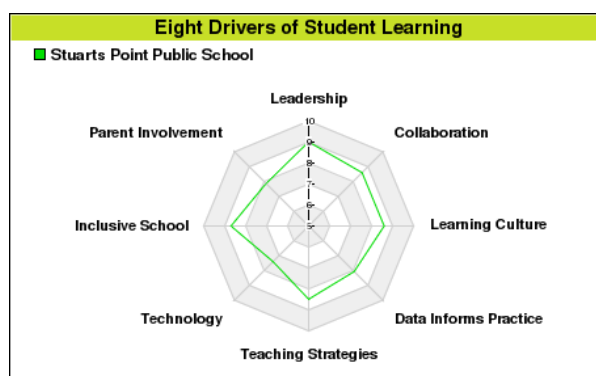 Eight Drivers of Student Learning
Stuarts Point Public School
Leadership
Parent Involvement
Collaboration
10
9
8
7
6
5
Inclusive School
Learning Culture
Technology
Data Informs Practice
Teaching Strategies